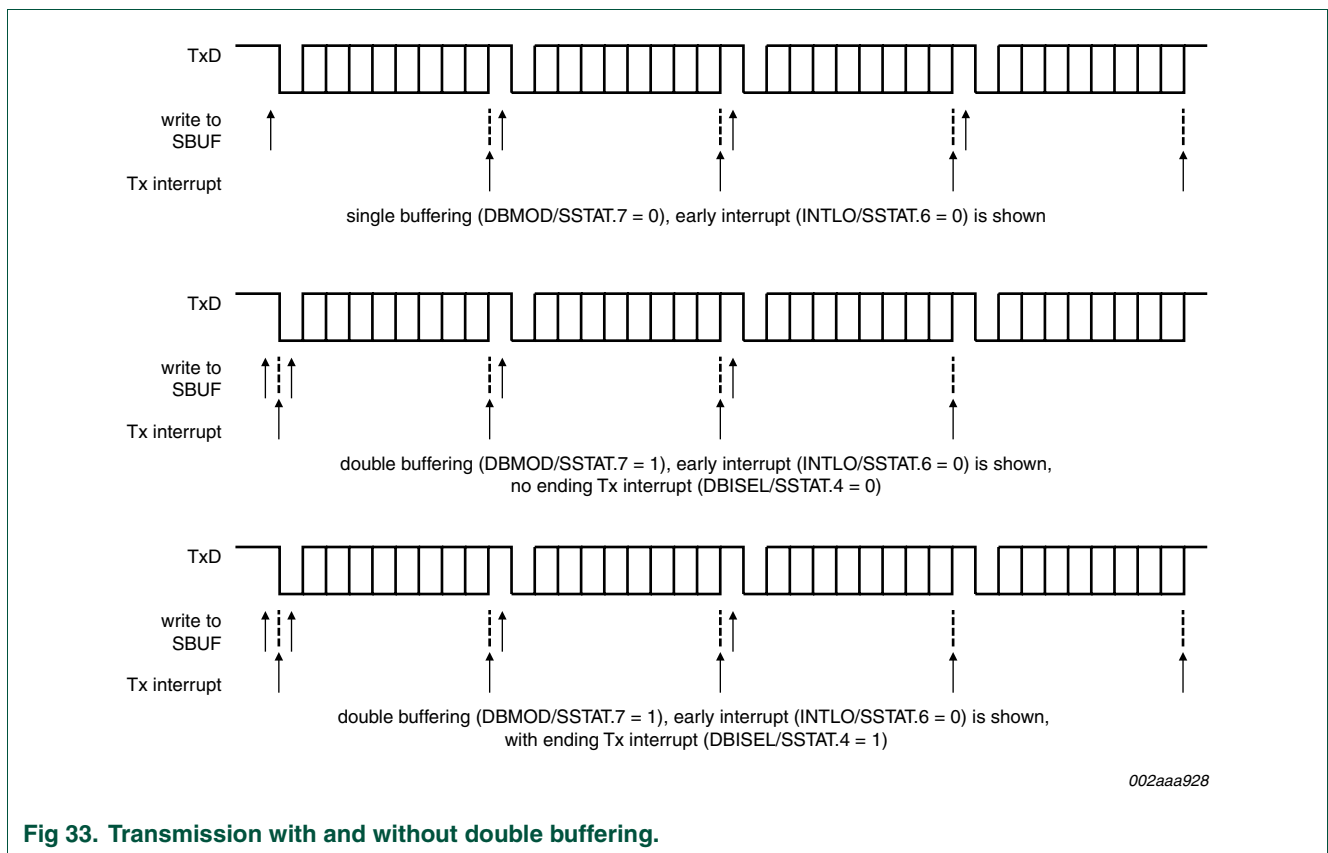 TxD
write to
SBUF
Tx interrupt
single buffering (DBMOD/SSTAT.7 = 0), early interrupt (INTLO/SSTAT.6 = 0) is shown
TxD
write to
SBUF
Tx interrupt
double buffering (DBMOD/SSTAT.7 = 1), early interrupt (INTLO/SSTAT.6 = 0) is shown,
no ending Tx interrupt (DBISEL/SSTAT.4 = 0)
TxD
write to
SBUF
Tx interrupt
double buffering (DBMOD/SSTAT.7 = 1), early interrupt (INTLO/SSTAT.6 = 0) is shown,
with ending Tx interrupt (DBISEL/SSTAT.4 = 1)
002aaa928
Fig 33. Transmission with and without double buffering.